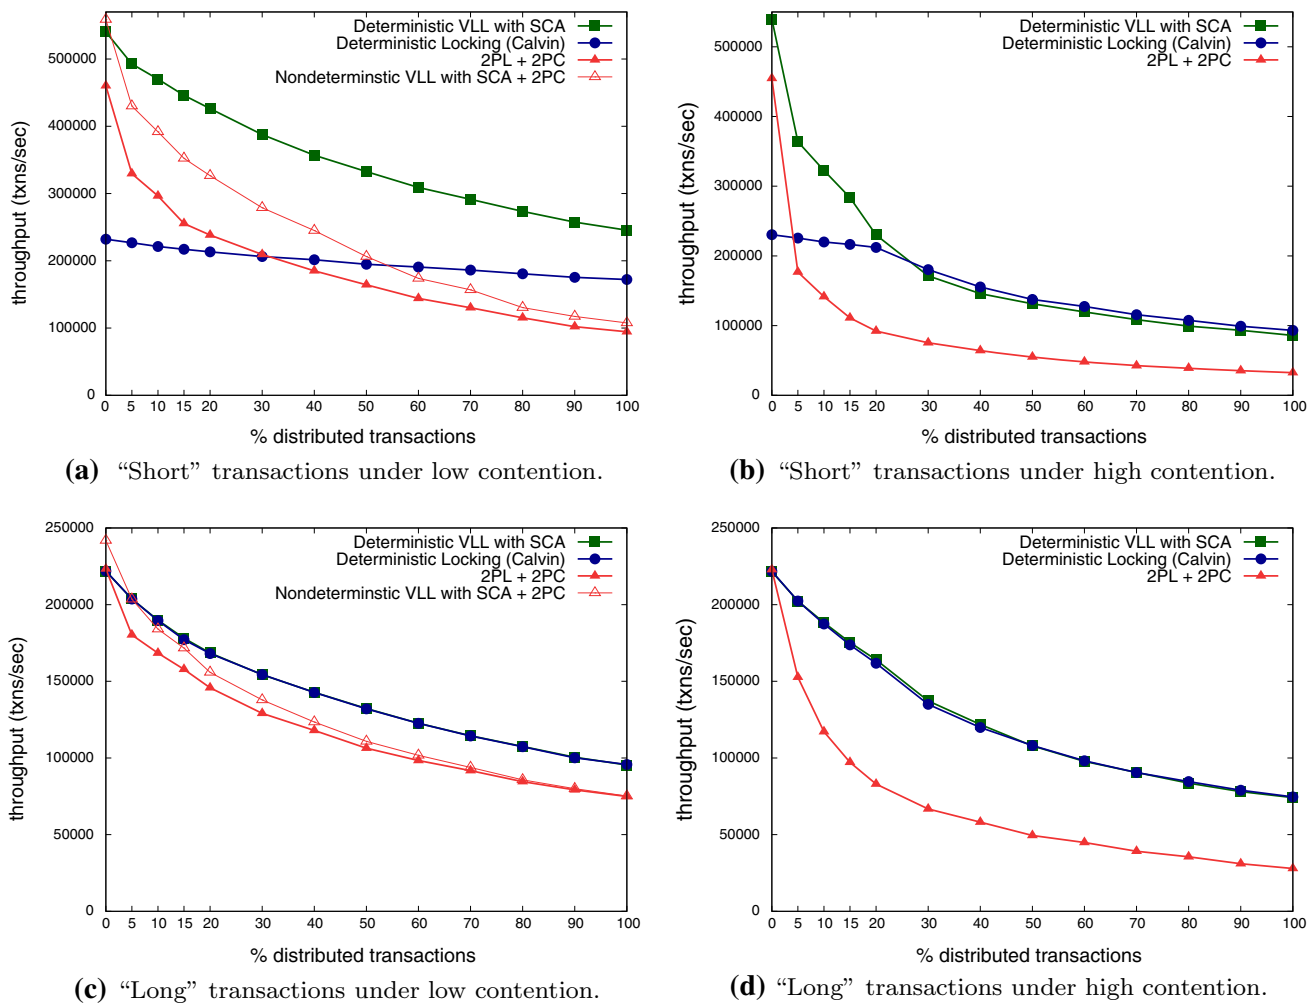 Deterministic VLL with SCA
Deterministic Locking (Calvin)
2PL + 2PC
Nondeterminstic VLL with SCA + 2PC
throughput (txns/sec)
500000
400000
300000
200000
100000
0
0 5 10 15 20 30 40 50 60 70 80 90 100
% distributed transactions
(a) “Short” transactions under low contention.
Deterministic VLL with SCA
Deterministic Locking (Calvin)
2PL + 2PC
throughput (txns/sec)
500000
400000
300000
200000
100000
0
0 5 10 15 20 30 40 50 60 70 80 90 100
% distributed transactions
(b) “Short” transactions under high contention.
250000
Deterministic VLL with SCA
Deterministic Locking (Calvin)
2PL + 2PC
Nondeterminstic VLL with SCA + 2PC
throughput (txns/sec)
200000
150000
100000
50000
0
0 5 10 15 20 30 40 50 60 70 80 90 100
% distributed transactions
(c) “Long” transactions under low contention.
250000
Deterministic VLL with SCA
Deterministic Locking (Calvin)
2PL + 2PC
throughput (txns/sec)
200000
150000
100000
50000
0
0 5 10 15 20 30 40 50 60 70 80 90 100
% distributed transactions
(d) “Long” transactions under high contention.